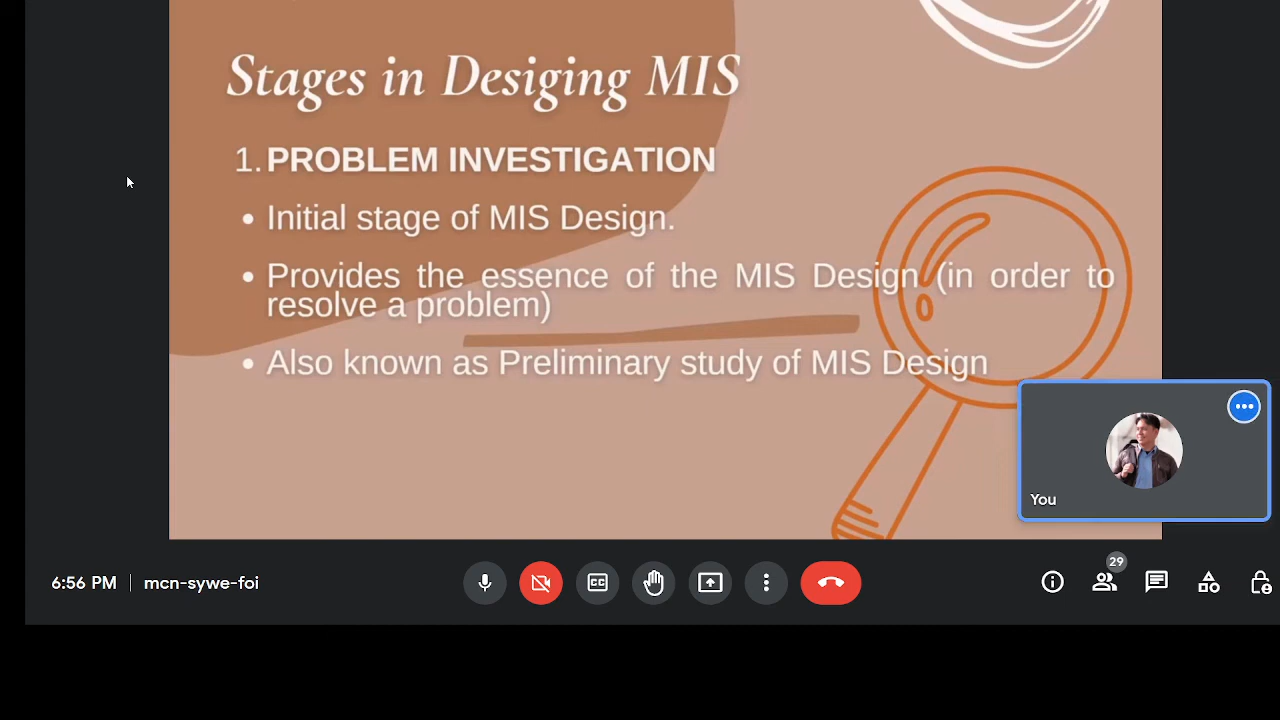 Stages in Desiging MIS
1. PROBLEM INVESTIGATION
• Initial stage of MIS Design.
• Provides the essence of the MIS Design (in order to
resolve a problem)
• Also known as Preliminary study of MIS Design
You
29
6:56 PM | mcn-sywe-foi
CC